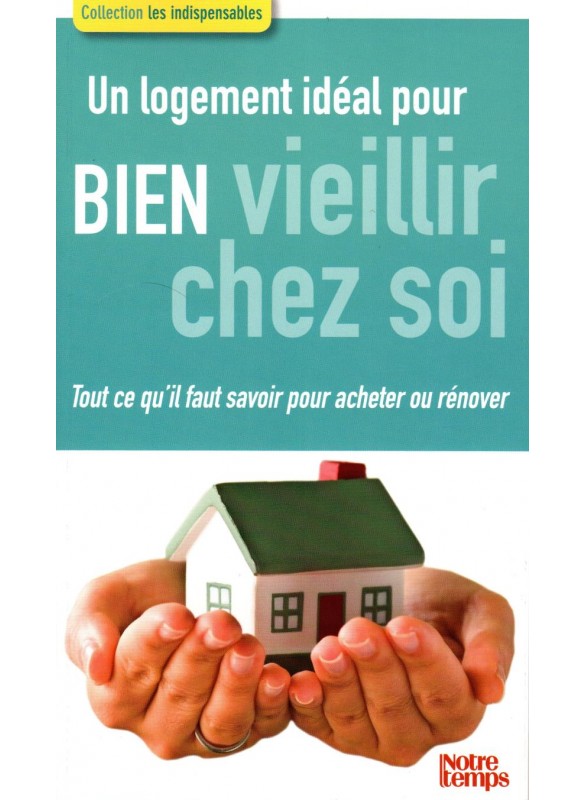 Collection les indispensables
Un logement idéal pour
BIEN vieillir
chez soi
Tout ce qu'il faut savoir pour acheter ou rénover
Notre
temps